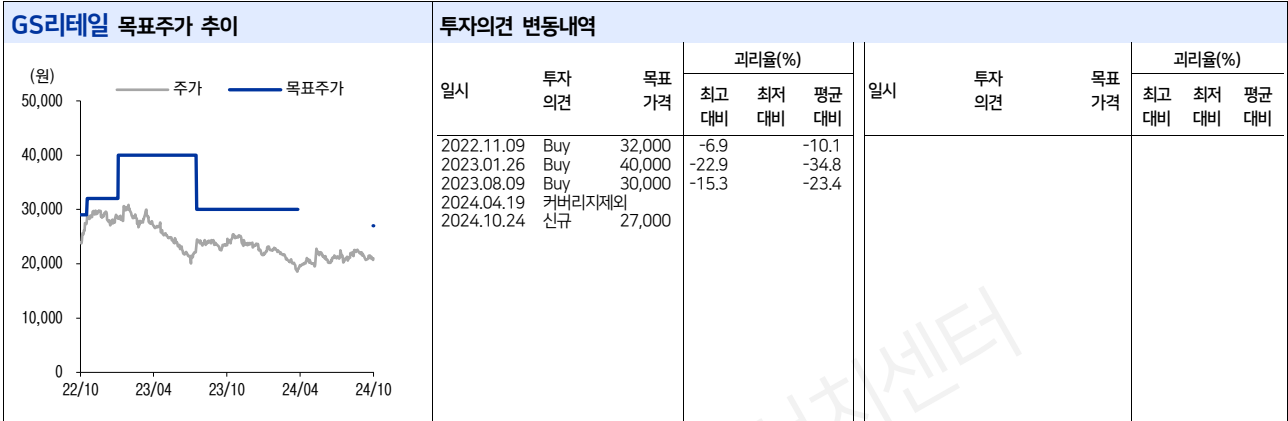 GS리테일 목표주가 추이
투자의견 변동내역
(원)
주가
목표주가
50,000
40,000
30,000
20,000
10,000
0
22/10 23/04 23/10 24/04 24/10
일시 투자의견 목표가격 괴리율(%)
최고대비 최저대비 평균대비
2022.11.09 Buy 32,000 -6.9 -10.1
2023.01.26 Buy 40,000 -22.9 -34.8
2023.08.09 Buy 30,000 -15.3 -23.4
2024.04.19 커버리지제외
2024.10.24 신규 27,000
일시 투자의견 목표가격 괴리율(%)
최고대비 최저대비 평균대비
치센터